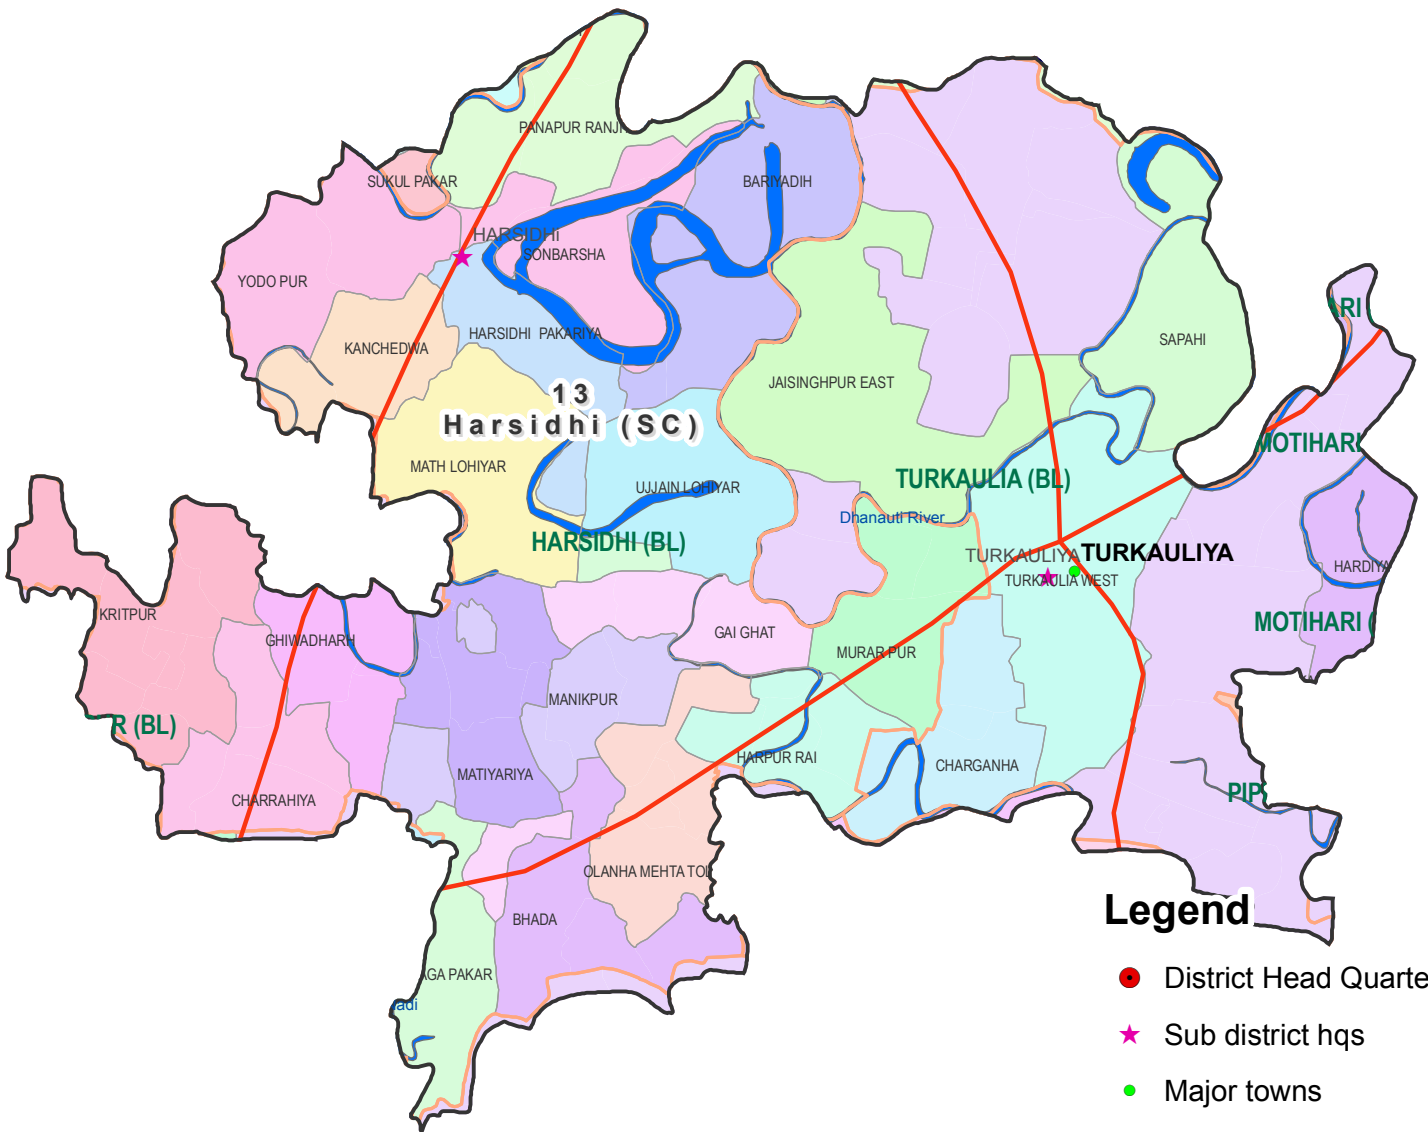 PANAPUR RANJI
SUKUL PAKAR
BARIYADIH
HARSIDHI
SONBARSHA
YODO PUR
ARI
HARSIDHI PAKARIYA
SAPAHI
KANCHEDWA
JAISINGHPUR EAST
13
Harsidhi (SC)
MOTIHARI
MATH LOHIYAR
UJJAIN LOHIYAR
TURKAULIA (BL)
Dhanauti River
HARSIDHI (BL)
TURKAULIYA
TURKAULIYA
HARDIYA
TURKAULIA WEST
KRITPUR
MOTIHARI (
GHIWADHARH
GAI GHAT
MURAR PUR
MANIKPUR
R (BL)
HARPUR RAI
CHARGANHA
MATIYARIYA
PIP
CHARRAHIYA
OLANHA MEHTA TOL
Legend
BHADA
AGA PAKAR
District Head Quarte
adi
Sub district hqs
Major towns